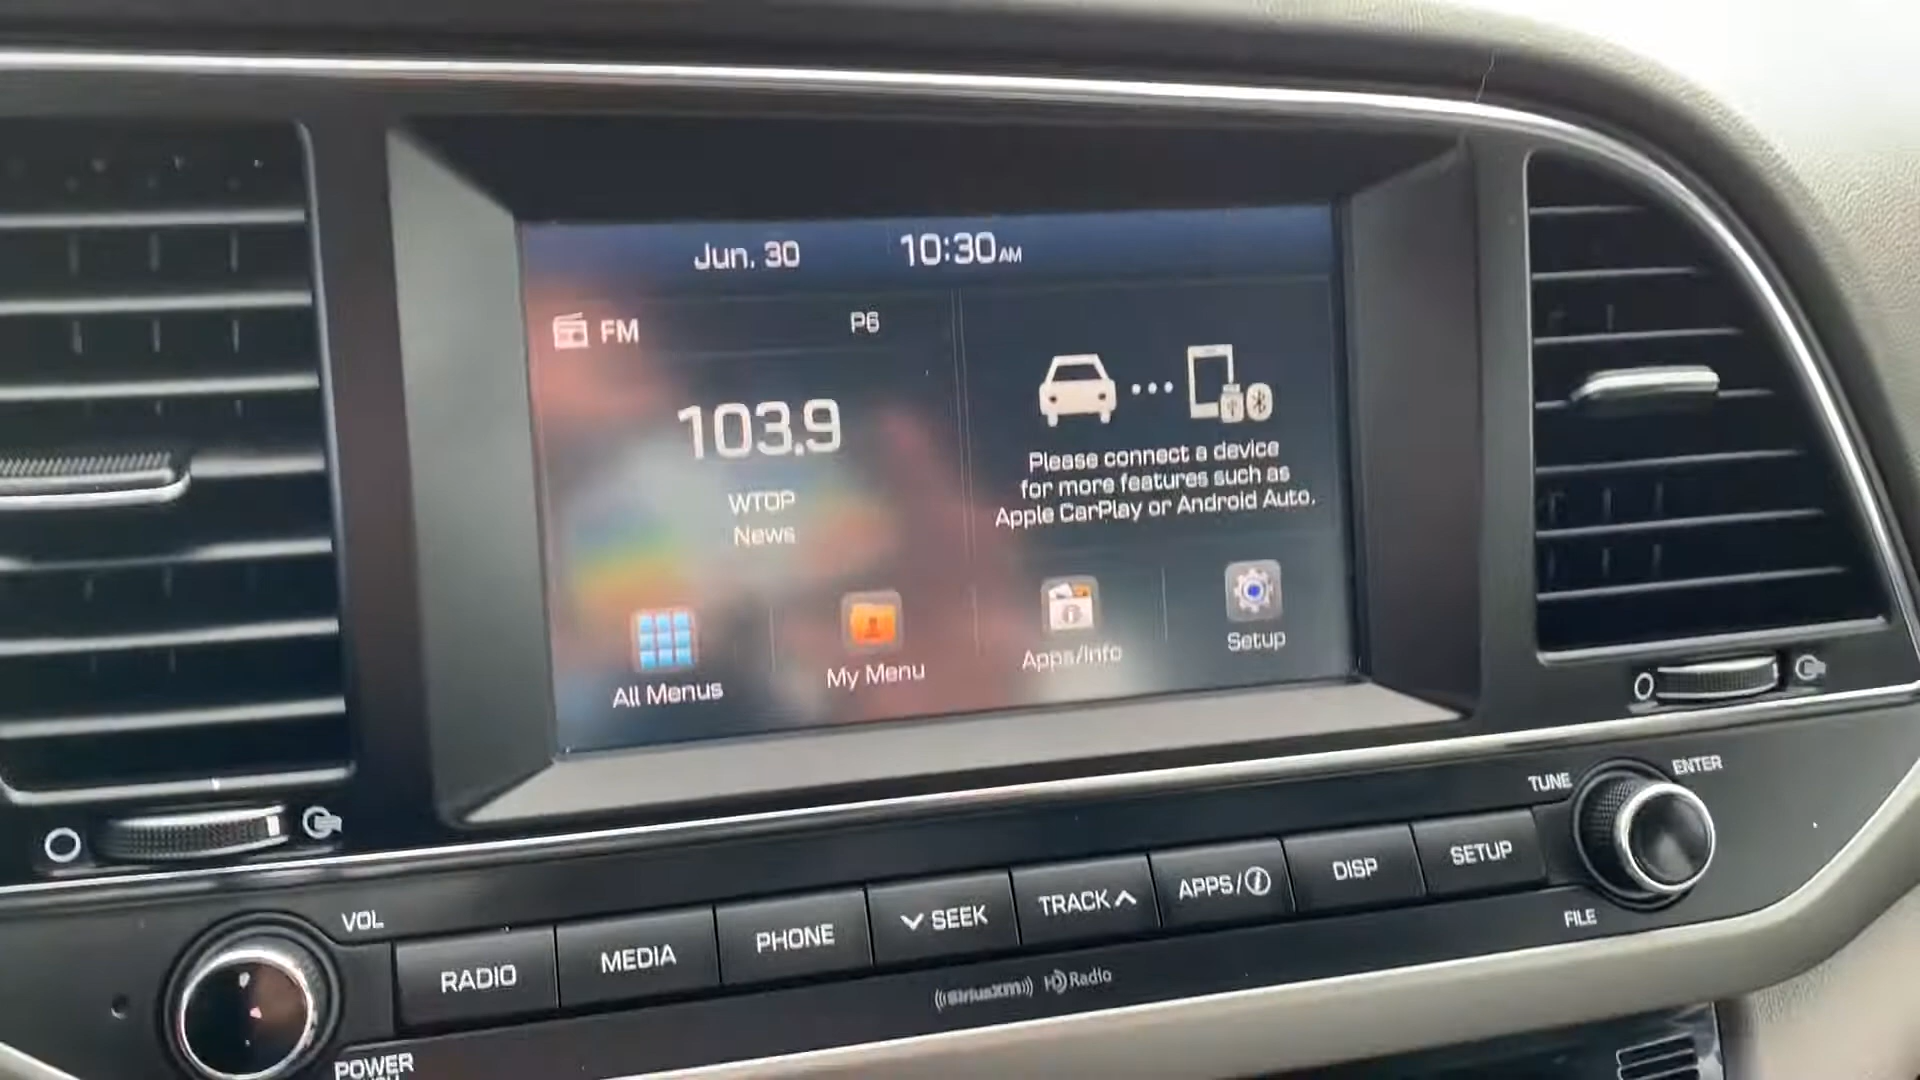 Jun. 30 10:30 AM
FM P6
103.9
WTOP
News
Please connect a device
for more features such as
Apple CarPlay or Android Auto.
All Menus My Menu Apps/Info Setup
TUNE ENTER
VOL RADIO MEDIA PHONE SEEK TRACK APPS/i DISP SETUP
FILE
((SiriusXM)) HD Radio
POWER